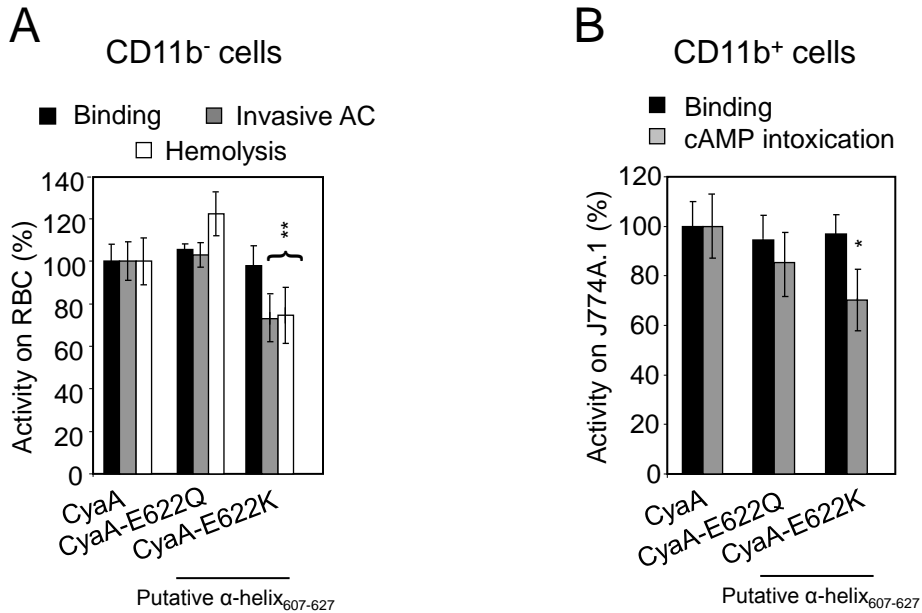 A
CD11b- cells
Binding
Invasive AC
Hemolysis
Activity on RBC (%)
140
120
100
80
60
40
20
0
**
CyaA
CyaA-E622Q
CyaA-E622K
Putative α-helix607-627
B
CD11b+ cells
Binding
cAMP intoxication
Activity on J774A.1 (%)
120
100
80
60
40
20
0
*
CyaA
CyaA-E622Q
CyaA-E622K
Putative α-helix607-627